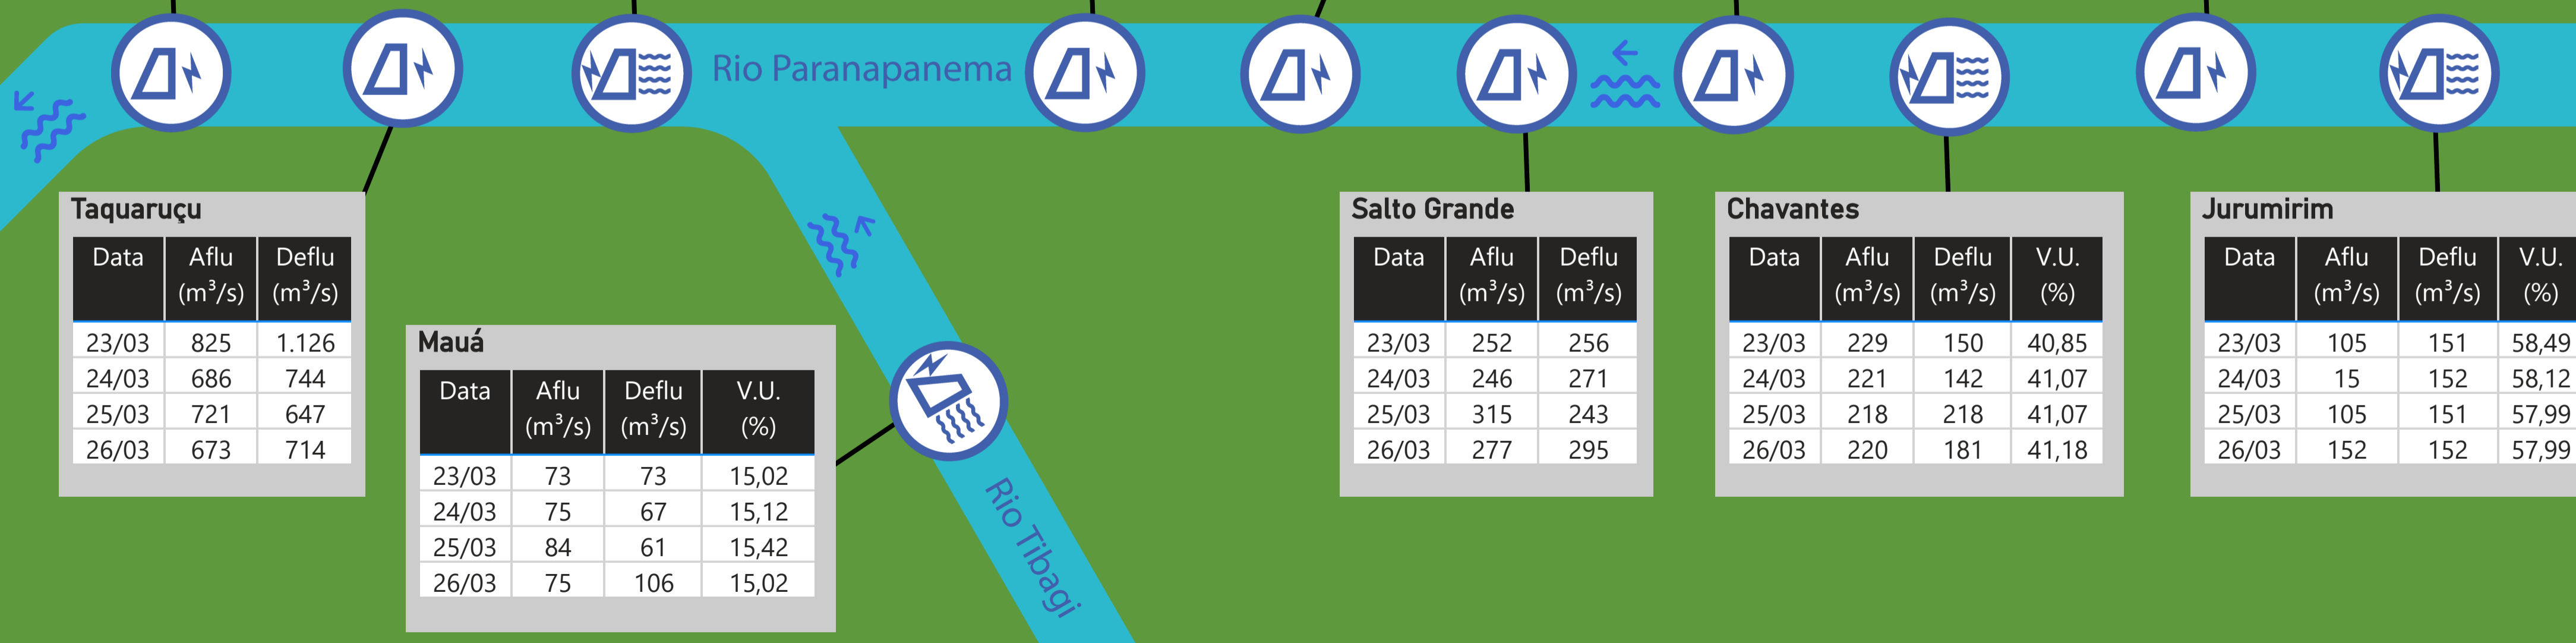 Rio Paranapanema
Taquaruçu
Data Aflu (m³/s) Deflu (m³/s)
23/03 825 1.126
24/03 686 744
25/03 721 647
26/03 673 714
Mauá
Data Aflu (m³/s) Deflu (m³/s) V.U. (%)
23/03 73 73 15,02
24/03 75 67 15,12
25/03 84 61 15,42
26/03 75 106 15,02
Rio Tibagi
Salto Grande
Data Aflu (m³/s) Deflu (m³/s)
23/03 252 256
24/03 246 271
25/03 315 243
26/03 277 295
Chavantes
Data Aflu (m³/s) Deflu (m³/s) V.U. (%)
23/03 229 150 40,85
24/03 221 142 41,07
25/03 218 218 41,07
26/03 220 181 41,18
Jurumirim
Data Aflu (m³/s) Deflu (m³/s) V.U. (%)
23/03 105 151 58,49
24/03 15 152 58,12
25/03 105 151 57,99
26/03 152 152 57,99